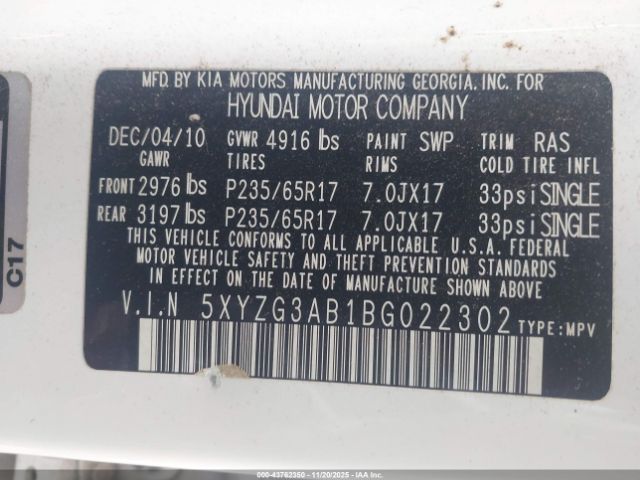 MFD. BY KIA MOTORS MANUFACTURING GEORGIA. INC. FOR
HYUNDAI MOTOR COMPANY
DEC/04/10 GVWR 4916 lbs PAINT SWP TRIM RAS
GAWR TIRES RIMS COLD TIRE INFL
FRONT 2976 lbs P235/65R17 7.0JX17 33psi SINGLE
REAR 3197 lbs P235/65R17 7.0JX17 33psi SINGLE
THIS VEHICLE CONFORMS TO ALL APPLICABLE U.S.A. FEDERAL
MOTOR VEHICLE SAFETY AND THEFT PREVENTION STANDARDS
IN EFFECT ON THE DATE OF MANUFACTURE SHOWN ABOVE
V.I.N 5XYZG3AB1BG022302 TYPE:MPV
C17
000-43762350 - 11/20/2025 - IAAI.com